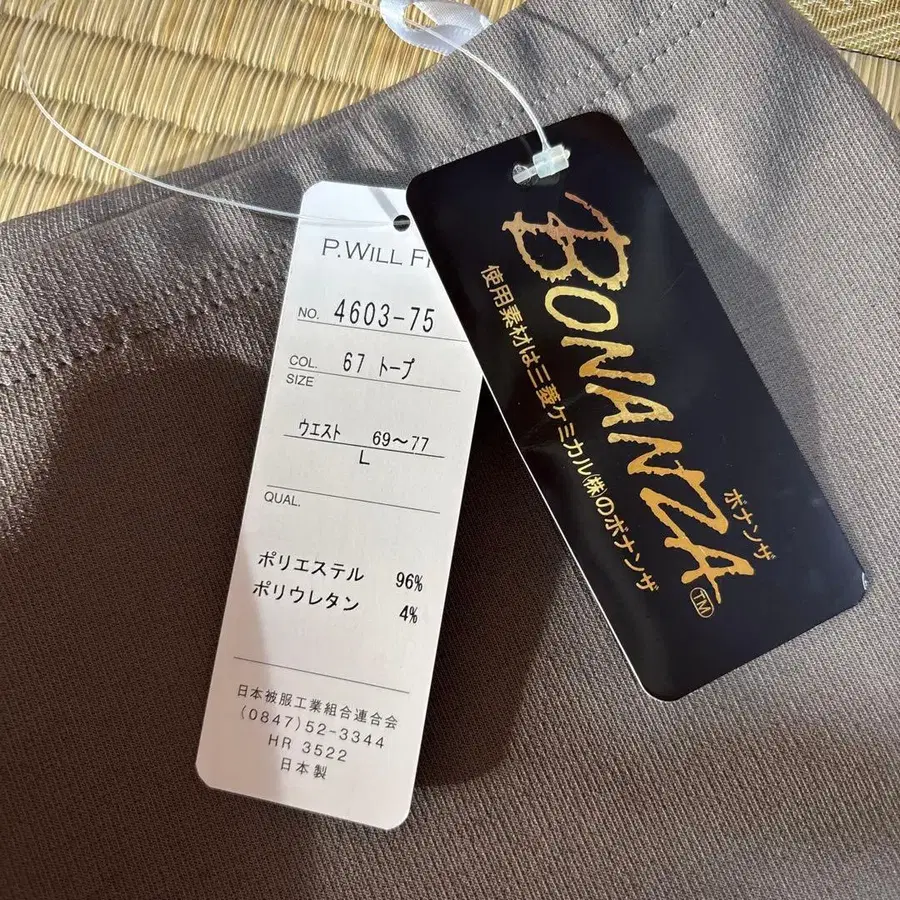 P.WILL
NO. 4603-75
COL. 67 トープ
SIZE
ウエスト 69~77
L
QUAL.
ポリエステル 96%
ポリウレタン 4%
日本被服工業組合連合会
(0847)52-3344
HR 3522
日本製
BONANZA TM
ボナンザ
使用素材は三菱ケミカル(株)のボナンザ